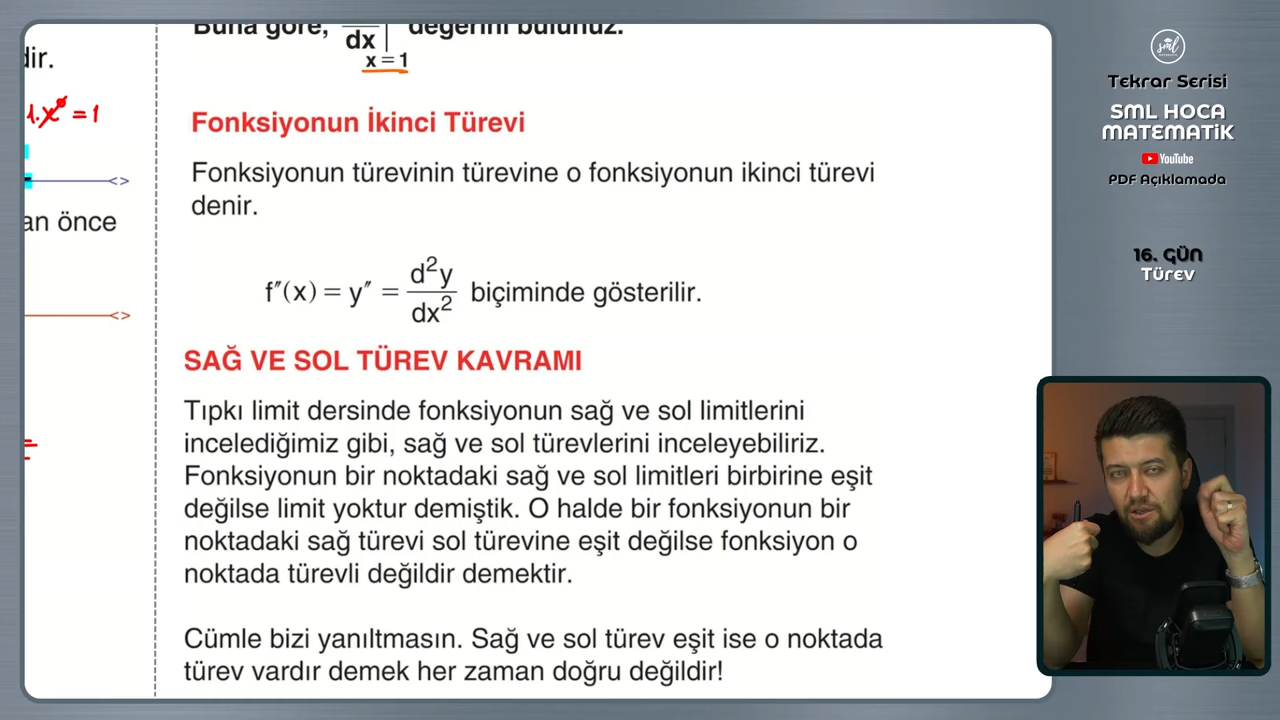 Buna göre, dx değerini bulunuz.
x = 1
dir.
1.x⁰ = 1
<>
an önce
<>
Fonksiyonun İkinci Türevi
Fonksiyonun türevinin türevine o fonksiyonun ikinci türevi
denir.
f″(x) = y″ = d²y/dx² biçiminde gösterilir.
SAĞ VE SOL TÜREV KAVRAMI
Tıpkı limit dersinde fonksiyonun sağ ve sol limitlerini
incelediğimiz gibi, sağ ve sol türevlerini inceleyebiliriz.
Fonksiyonun bir noktadaki sağ ve sol limitleri birbirine eşit
değilse limit yoktur demiştik. O halde bir fonksiyonun bir
noktadaki sağ türevi sol türevine eşit değilse fonksiyon o
noktada türevli değildir demektir.
Cümle bizi yanıltmasın. Sağ ve sol türev eşit ise o noktada
türev vardır demek her zaman doğru değildir!
sml
Tekrar Serisi
SML HOCA
MATEMATİK
YouTube
PDF Açıklamada
16. GÜN
Türev